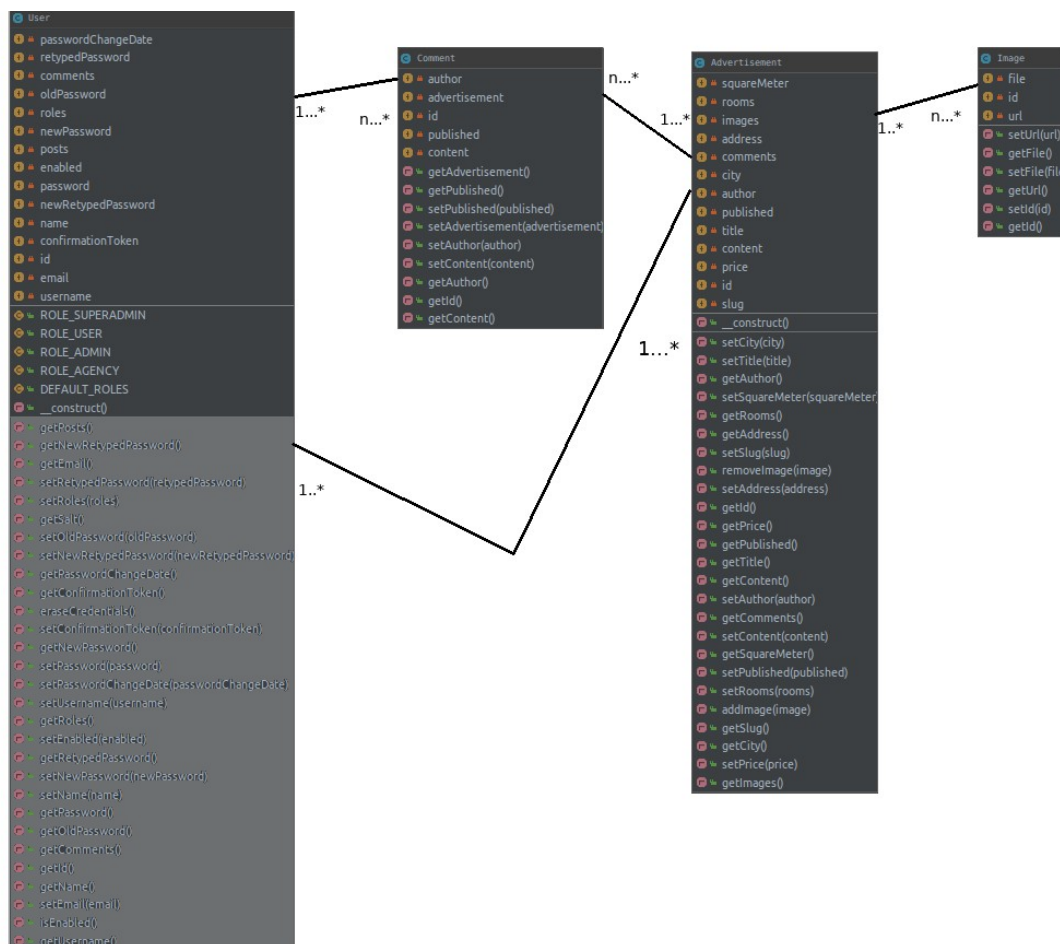 User
passwordChangeDate
retypedPassword
comments
oldPassword
roles
newPassword
posts
enabled
password
newRetypedPassword
name
confirmationToken
id
email
username
ROLE_SUPERADMIN
ROLE_USER
ROLE_ADMIN
ROLE_AGENCY
DEFAULT_ROLES
__construct()
getPosts()
getNewRetypedPassword()
getEmail()
setRetypedPassword(retypedPassword)
setRoles(roles)
getSalt()
setOldPassword(oldPassword)
setNewRetypedPassword(newRetypedPassword)
getPasswordChangeDate()
getConfirmationToken()
eraseCredentials()
setConfirmationToken(confirmationToken)
getNewPassword()
setPassword(password)
setPasswordChangeDate(passwordChangeDate)
setUsername(username)
getRoles()
setEnabled(enabled)
getRetypedPassword()
setNewPassword(newPassword)
setName(name)
getPassword()
getOldPassword()
getComments()
getId()
getName()
setEmail(email)
isEnabled()
getUsername()
1...*
n...*
1..*
Comment
author
advertisement
id
published
content
getAdvertisement()
getPublished()
setPublished(published)
setAdvertisement(advertisement)
setAuthor(author)
setContent(content)
getAuthor()
getId()
getContent()
n...*
1...*
1...*
Advertisement
squareMeter
rooms
images
address
comments
city
author
published
title
content
price
id
slug
__construct()
setCity(city)
setTitle(title)
getAuthor()
setSquareMeter(squareMeter)
getRooms()
getAddress()
setSlug(slug)
removeImage(image)
setAddress(address)
getId()
getPrice()
getPublished()
getTitle()
getContent()
setAuthor(author)
getComments()
setContent(content)
getSquareMeter()
setPublished(published)
setRooms(rooms)
addImage(image)
getSlug()
getCity()
setPrice(price)
getImages()
1..*
n...*
Image
file
id
url
setUrl(url)
getFile()
setFile(fil
getUrl()
setId(id)
getId()